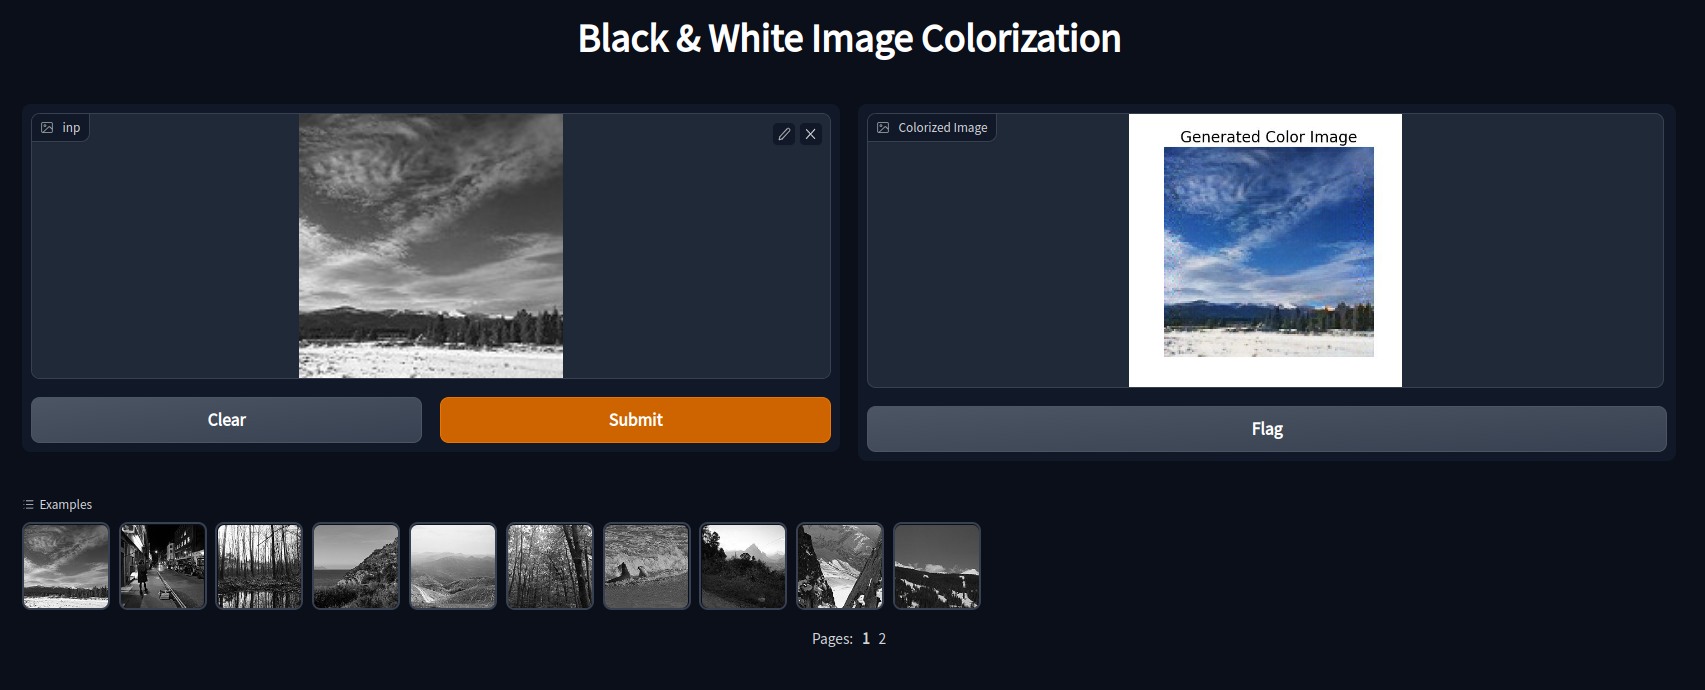 Black & White Image Colorization
inp
Colorized Image
Generated Color Image
Clear
Submit
Flag
Examples
Pages: 1 2